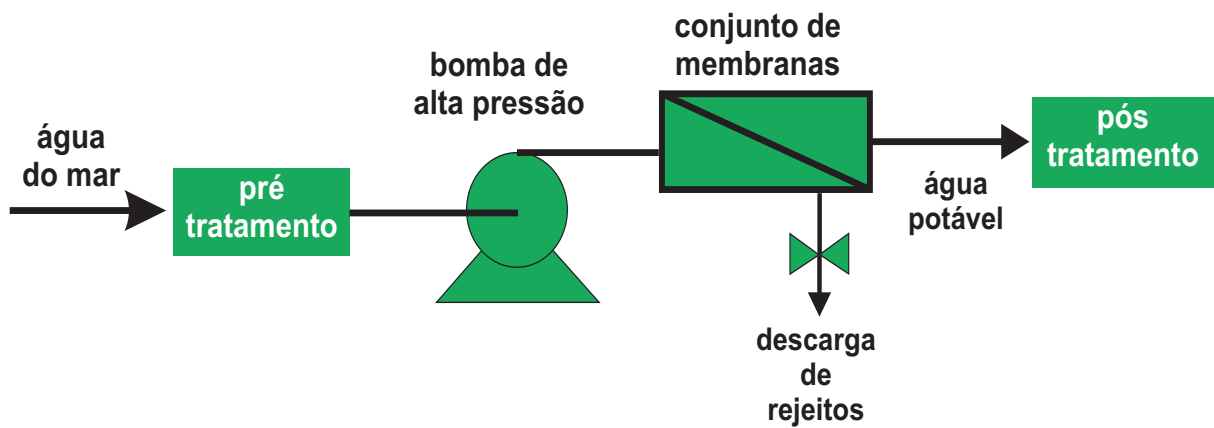 água
do mar
pré
tratamento
bomba de
alta pressão
conjunto de
membranas
descarga
de
rejeitos
água
potável
pós
tratamento